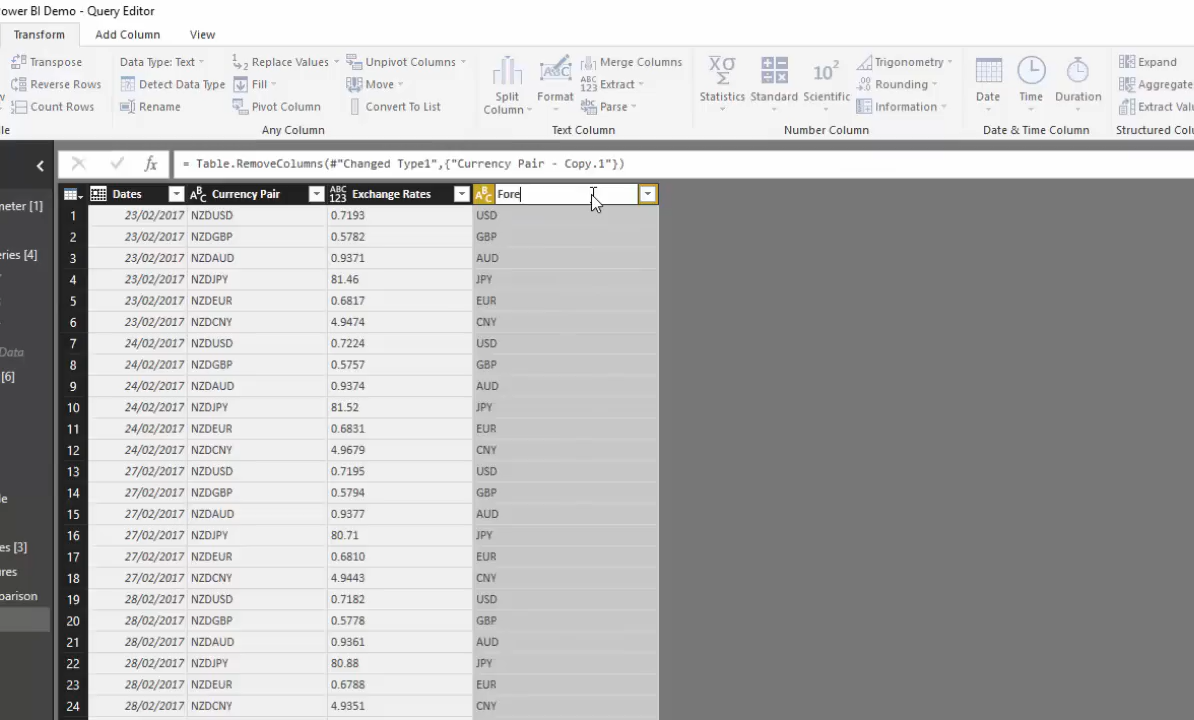 ower BI Demo - Query Editor
Transform Add Column View
Transpose
Reverse Rows
Count Rows
Data Type: Text
Detect Data Type
Rename
Replace Values
Fill
Pivot Column
Unpivot Columns
Move
Convert To List
Any Column
Split Column
Format
Merge Columns
Extract
Parse
Text Column
Statistics Standard Scientific
Trigonometry
Rounding
Information
Number Column
Date Time Duration
Date & Time Column
Expand
Aggregate
Extract Valu
Structured Colu
= Table.RemoveColumns(#"Changed Type1",{"Currency Pair - Copy.1"})
meter [1]
eries [4]
Data
[6]
le
es [3]
ures
parison
Dates Currency Pair Exchange Rates Fore
1 23/02/2017 NZDUSD 0.7193 USD
2 23/02/2017 NZDGBP 0.5782 GBP
3 23/02/2017 NZDAUD 0.9371 AUD
4 23/02/2017 NZDJPY 81.46 JPY
5 23/02/2017 NZDEUR 0.6817 EUR
6 23/02/2017 NZDCNY 4.9474 CNY
7 24/02/2017 NZDUSD 0.7224 USD
8 24/02/2017 NZDGBP 0.5757 GBP
9 24/02/2017 NZDAUD 0.9374 AUD
10 24/02/2017 NZDJPY 81.52 JPY
11 24/02/2017 NZDEUR 0.6831 EUR
12 24/02/2017 NZDCNY 4.9679 CNY
13 27/02/2017 NZDUSD 0.7195 USD
14 27/02/2017 NZDGBP 0.5794 GBP
15 27/02/2017 NZDAUD 0.9377 AUD
16 27/02/2017 NZDJPY 80.71 JPY
17 27/02/2017 NZDEUR 0.6810 EUR
18 27/02/2017 NZDCNY 4.9443 CNY
19 28/02/2017 NZDUSD 0.7182 USD
20 28/02/2017 NZDGBP 0.5778 GBP
21 28/02/2017 NZDAUD 0.9361 AUD
22 28/02/2017 NZDJPY 80.88 JPY
23 28/02/2017 NZDEUR 0.6788 EUR
24 28/02/2017 NZDCNY 4.9351 CNY